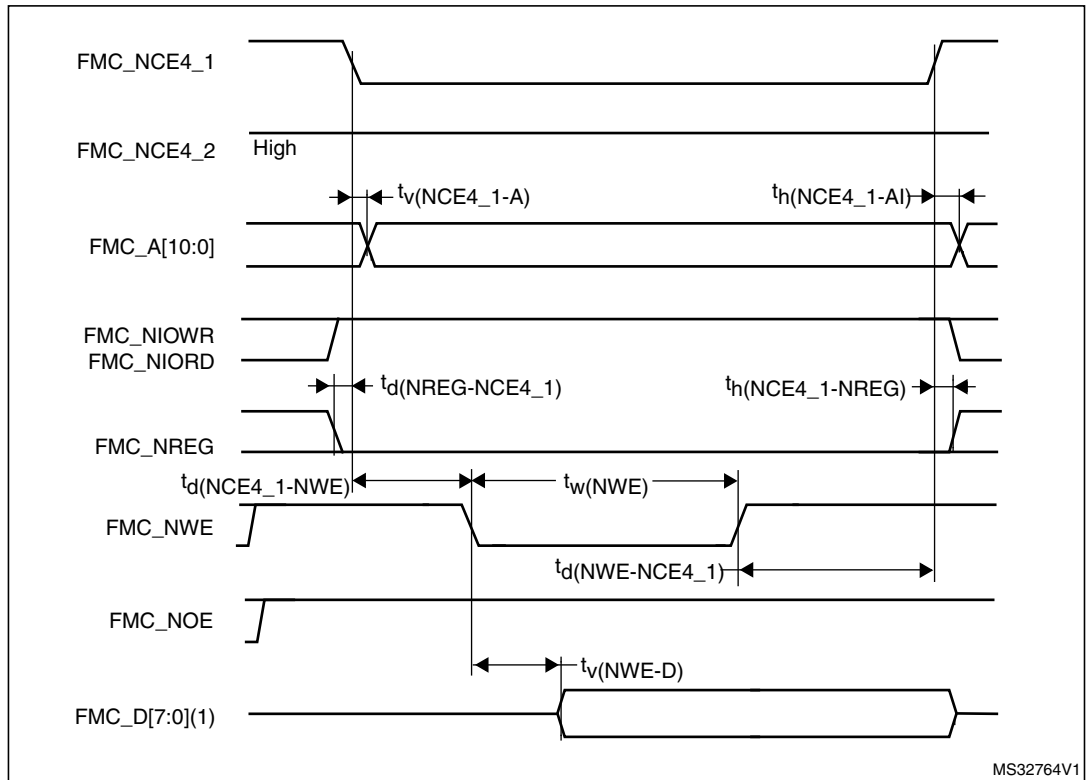 FMC_NCE4_1
FMC_NCE4_2 High
tv(NCE4_1-A) th(NCE4_1-AI)
FMC_A[10:0]
FMC_NIOWR
FMC_NIORD
td(NREG-NCE4_1) th(NCE4_1-NREG)
FMC_NREG
td(NCE4_1-NWE) tw(NWE)
FMC_NWE
td(NWE-NCE4_1)
FMC_NOE
tv(NWE-D)
FMC_D[7:0](1)
MS32764V1